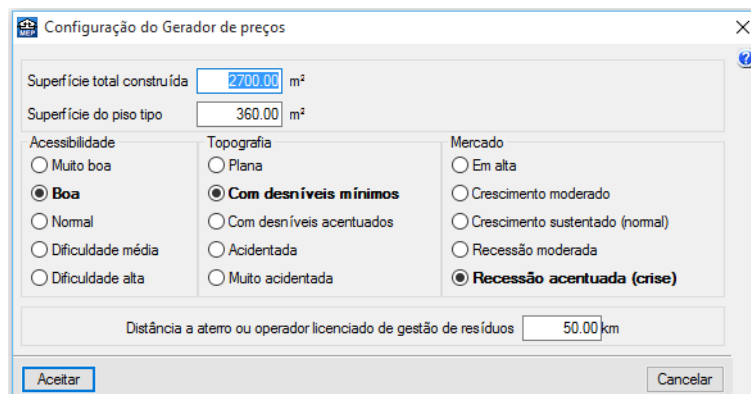 MEP Configuração do Gerador de preços
Superfície total construída 2700.00 m²
Superfície do piso tipo 360.00 m²
Acessibilidade
Muito boa
Boa
Normal
Dificuldade média
Dificuldade alta
Topografia
Plana
Com desníveis mínimos
Com desníveis acentuados
Acidentada
Muito acidentada
Mercado
Em alta
Crescimento moderado
Crescimento sustentado (normal)
Recessão moderada
Recessão acentuada (crise)
Distância a aterro ou operador licenciado de gestão de resíduos 50.00 km
Aceitar
Cancelar